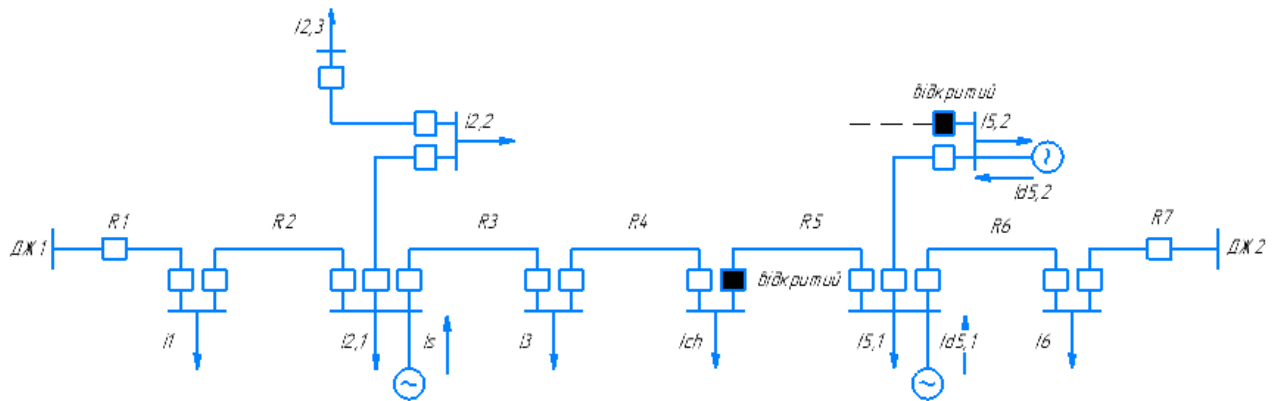 I2,3
відкритий
I2,2
I5,2
Id5,2
R1
R2
R3
R4
R5
R6
R7
ДЖ1
ДЖ2
відкритий
I1
I2,1
Is
I3
Ich
I5,1
Id5,1
I6